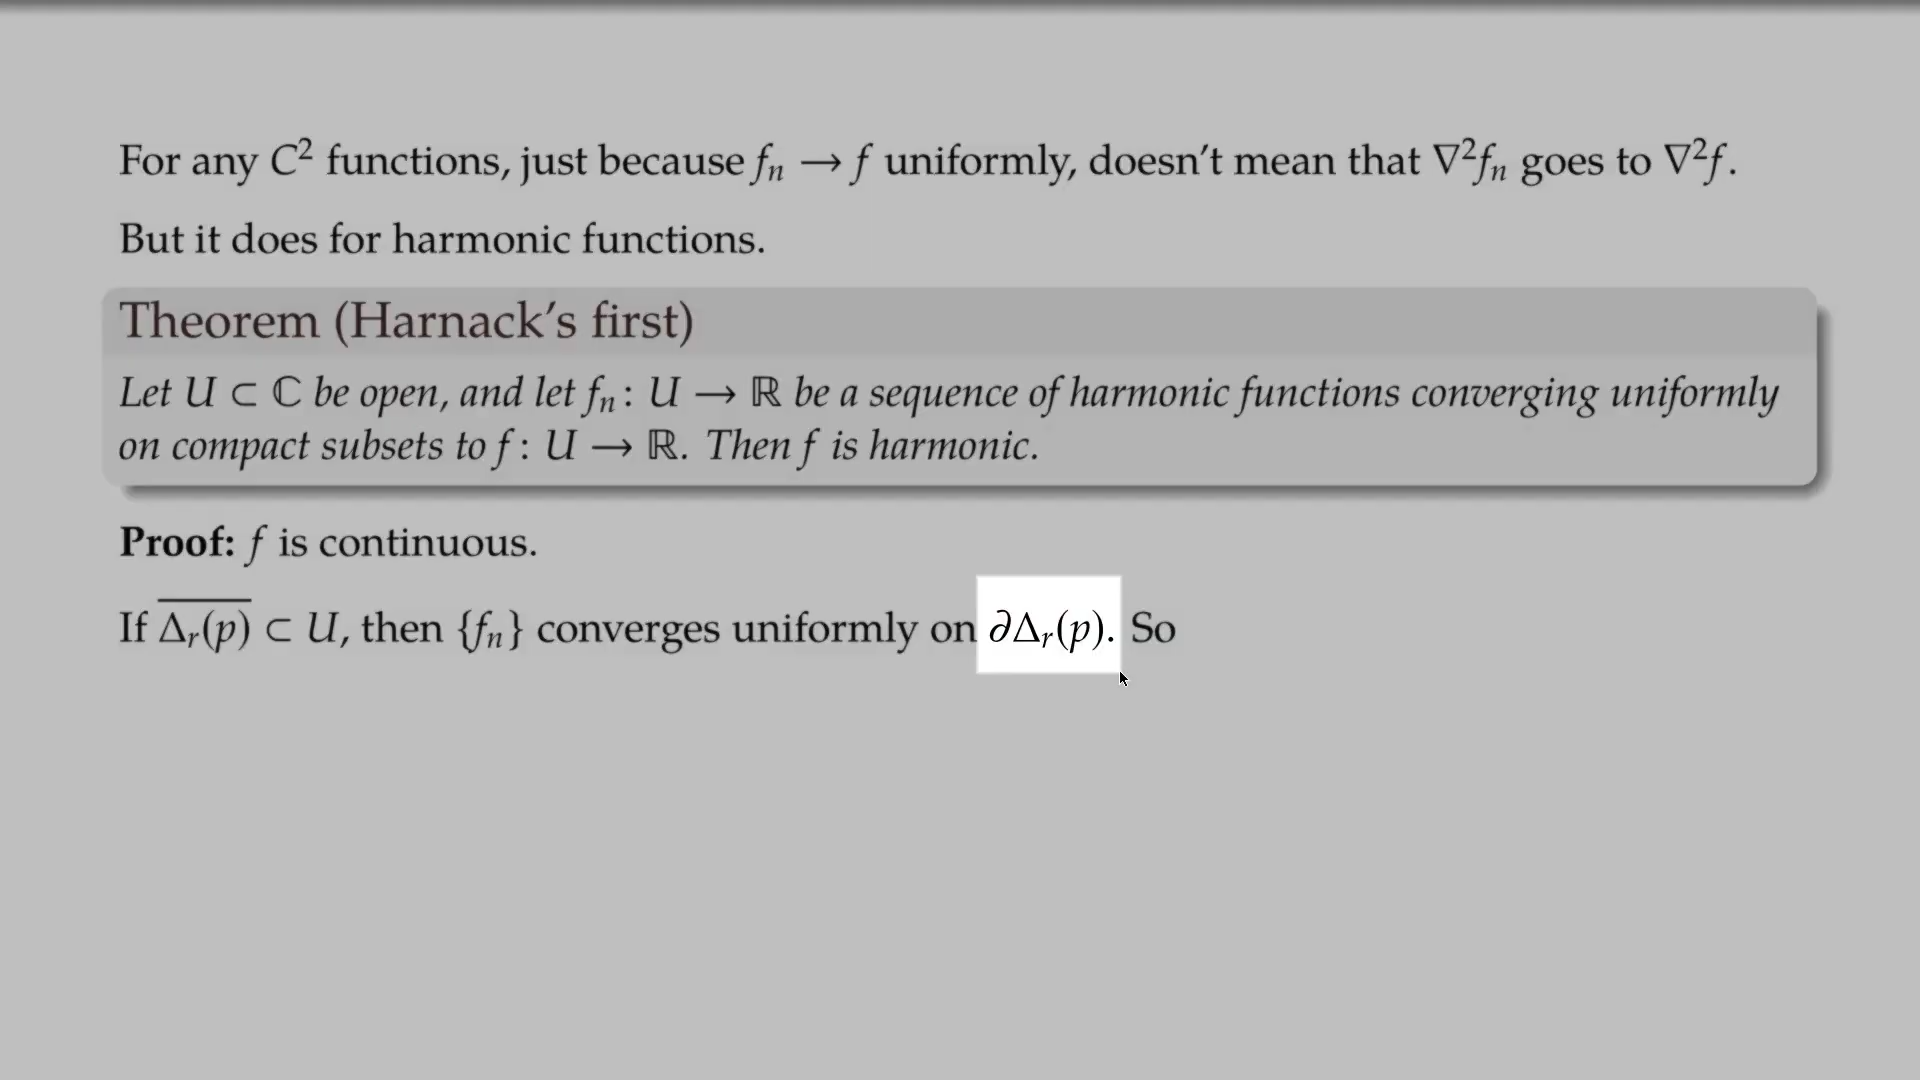 For any C² functions, just because fₙ → f uniformly, doesn't mean that ∇²fₙ goes to ∇²f.
But it does for harmonic functions.
Theorem (Harnack's first)
Let U ⊂ ℂ be open, and let fₙ : U → ℝ be a sequence of harmonic functions converging uniformly
on compact subsets to f : U → ℝ. Then f is harmonic.
Proof: f is continuous.
If \overline{Δᵣ(p)} ⊂ U, then {fₙ} converges uniformly on ∂Δᵣ(p). So